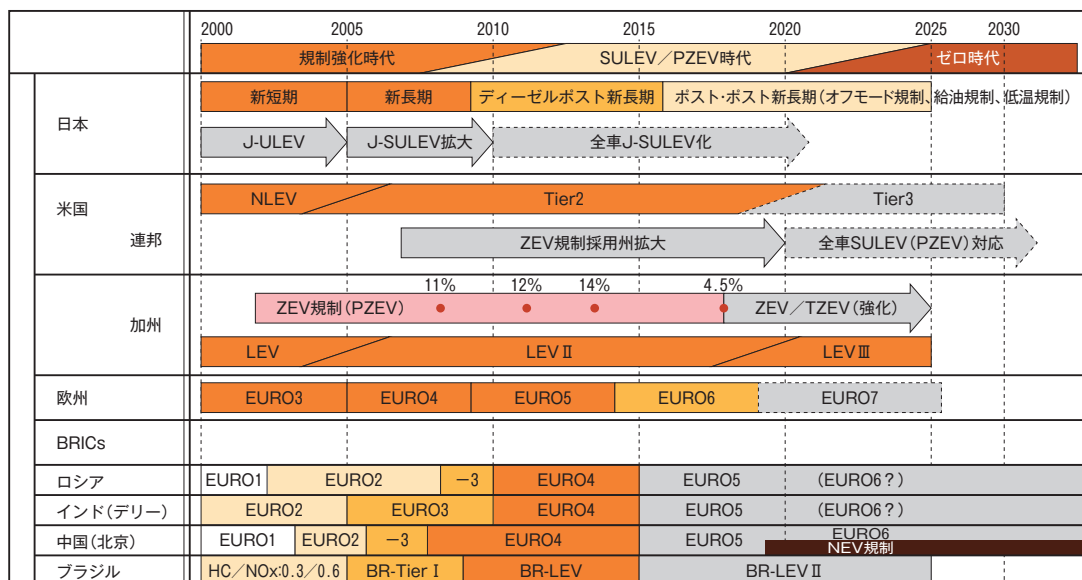 2000 2005 2010 2015 2020 2025 2030
規制強化時代 SULEV／PZEV時代 ゼロ時代
日本 新短期 新長期 ディーゼルポスト新長期 ポスト・ポスト新長期（オフモード規制、給油規制、低温規制）
J-ULEV J-SULEV拡大 全車J-SULEV化
米国 NLEV Tier2 Tier3
連邦 ZEV規制採用州拡大 全車SULEV（PZEV）対応
11% 12% 14% 4.5%
加州 ZEV規制（PZEV） ZEV／TZEV（強化）
LEV LEVⅡ LEVⅢ
欧州 EURO3 EURO4 EURO5 EURO6 EURO7
BRICs
ロシア EURO1 EURO2 －3 EURO4 EURO5 （EURO6？）
インド（デリー） EURO2 EURO3 EURO4 EURO5 （EURO6？）
中国（北京） EURO1 EURO2 －3 EURO4 EURO5 EURO6
NEV規制
ブラジル HC／NOx:0.3／0.6 BR-TierⅠ BR-LEV BR-LEVⅡ